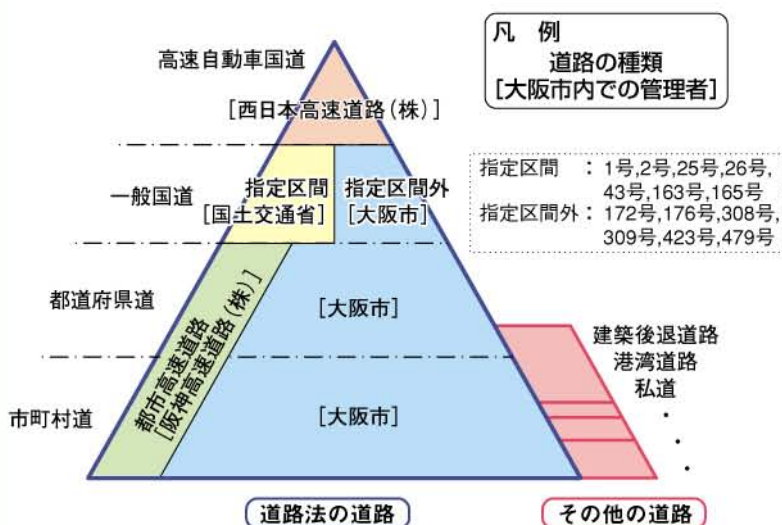 凡 例
道路の種類
[大阪市内での管理者]
高速自動車国道
[西日本高速道路(株)]
一般国道
指定区間
[国土交通省]
指定区間外
[大阪市]
指定区間 : 1号,2号,25号,26号,
43号,163号,165号
指定区間外 : 172号,176号,308号,
309号,423号,479号
都道府県道
[大阪市]
都市高速道路
[阪神高速道路(株)]
市町村道
[大阪市]
建築後退道路
港湾道路
私道
・
・
・
道路法の道路
その他の道路